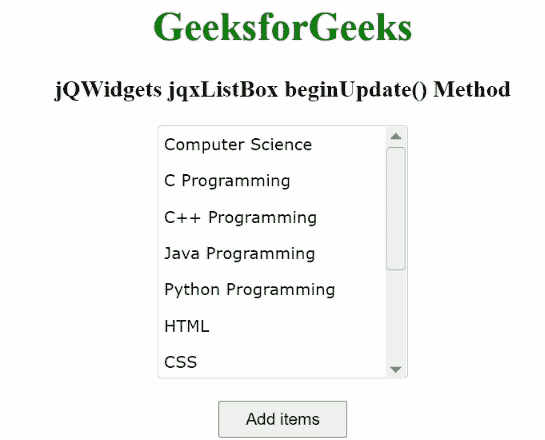 GeeksforGeeks
jQWidgets jqxListBox beginUpdate() Method
Computer Science
C Programming
C++ Programming
Java Programming
Python Programming
HTML
CSS
Add items